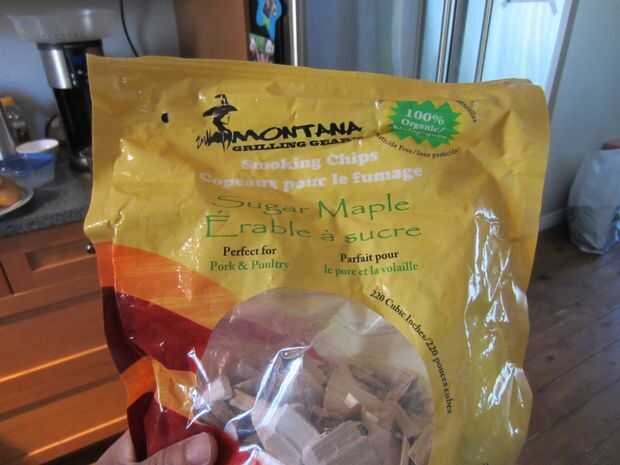 MONTANA
GRILLING GEAR
100%
Organic/
Smoking Chips
Copeaux pour le fumage
Sugar Maple
Érable à sucre
Perfect for
Pork & Poultry
Parfait pour
le porc et la volaille
220 Cubic Inches/220 pouces cubes